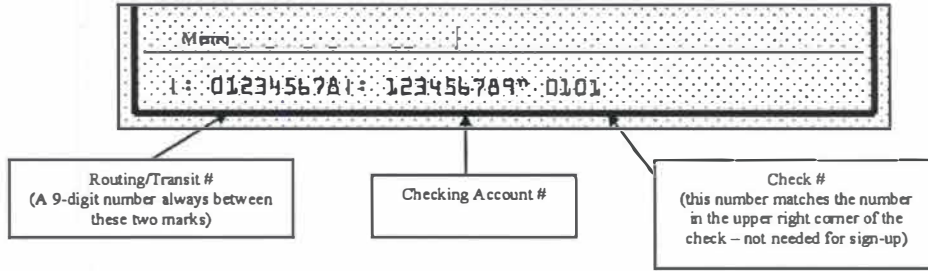 Memo
|: 012345678|: 123456789" 0101
Routing/Transit #
(A 9-digit number always between
these two marks)
Checking Account #
Check #
(this number matches the number
in the upper right corner of the
check – not needed for sign-up)